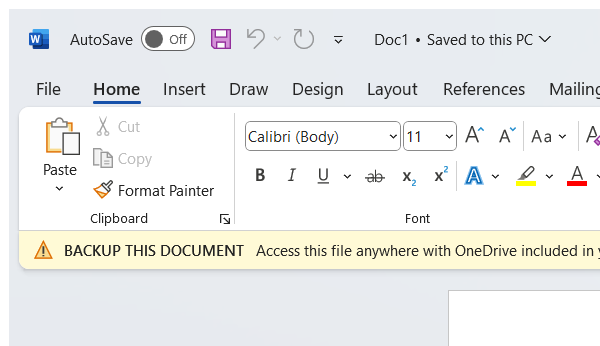 AutoSave Off Doc1 • Saved to this PC
File Home Insert Draw Design Layout References Mailing
Cut
Calibri (Body) 11 A A Aa A
Copy
Paste
B I U ab x₂ x² A A
Format Painter
Clipboard Font
BACKUP THIS DOCUMENT Access this file anywhere with OneDrive included in